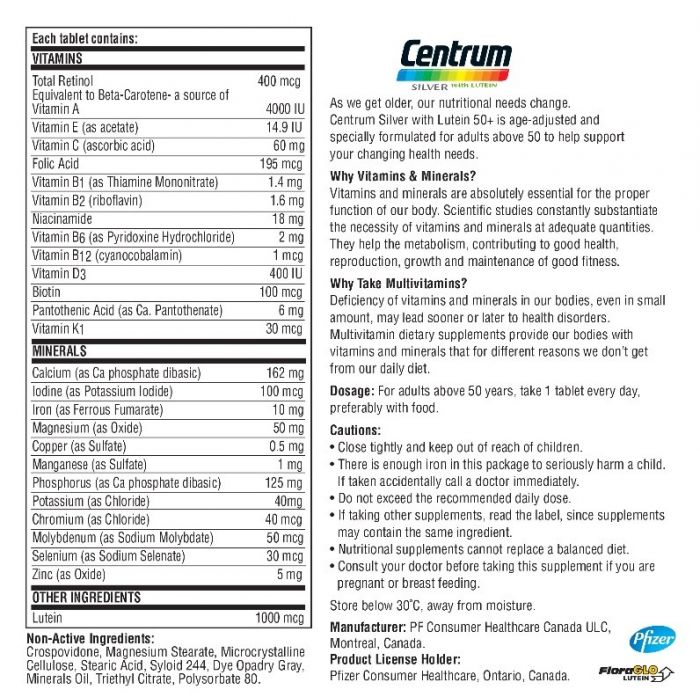 Each tablet contains:
VITAMINS
Total Retinol 400 mcg
Equivalent to Beta-Carotene- a source of
Vitamin A 4000 IU
Vitamin E (as acetate) 14.9 IU
Vitamin C (ascorbic acid) 60 mg
Folic Acid 195 mcg
Vitamin B1 (as Thiamine Mononitrate) 1.4 mg
Vitamin B2 (riboflavin) 1.6 mg
Niacinamide 18 mg
Vitamin B6 (as Pyridoxine Hydrochloride) 2 mg
Vitamin B12 (cyanocobalamin) 1 mcg
Vitamin D3 400 IU
Biotin 100 mcg
Pantothenic Acid (as Ca. Pantothenate) 6 mg
Vitamin K1 30 mcg
MINERALS
Calcium (as Ca phosphate dibasic) 162 mg
Iodine (as Potassium Iodide) 100 mcg
Iron (as Ferrous Fumarate) 10 mg
Magnesium (as Oxide) 50 mg
Copper (as Sulfate) 0.5 mg
Manganese (as Sulfate) 1 mg
Phosphorus (as Ca phosphate dibasic) 125 mg
Potassium (as Chloride) 40mg
Chromium (as Chloride) 40 mcg
Molybdenum (as Sodium Molybdate) 50 mcg
Selenium (as Sodium Selenate) 30 mcg
Zinc (as Oxide) 5 mg
OTHER INGREDIENTS
Lutein 1000 mcg
Non-Active Ingredients:
Crospovidone, Magnesium Stearate, Microcrystalline
Cellulose, Stearic Acid, Syloid 244, Dye Opadry Gray,
Minerals Oil, Triethyl Citrate, Polysorbate 80.
Centrum
SILVER with LUTEIN
As we get older, our nutritional needs change.
Centrum Silver with Lutein 50+ is age-adjusted and
specially formulated for adults above 50 to help support
your changing health needs.
Why Vitamins & Minerals?
Vitamins and minerals are absolutely essential for the proper
function of our body. Scientific studies constantly substantiate
the necessity of vitamins and minerals at adequate quantities.
They help the metabolism, contributing to good health,
reproduction, growth and maintenance of good fitness.
Why Take Multivitamins?
Deficiency of vitamins and minerals in our bodies, even in small
amount, may lead sooner or later to health disorders.
Multivitamin dietary supplements provide our bodies with
vitamins and minerals that for different reasons we don't get
from our daily diet.
Dosage: For adults above 50 years, take 1 tablet every day,
preferably with food.
Cautions:
• Close tightly and keep out of reach of children.
• There is enough iron in this package to seriously harm a child.
If taken accidentally call a doctor immediately.
• Do not exceed the recommended daily dose.
• If taking other supplements, read the label, since supplements
may contain the same ingredient.
• Nutritional supplements cannot replace a balanced diet.
• Consult your doctor before taking this supplement if you are
pregnant or breast feeding.
Store below 30°C, away from moisture.
Manufacturer: PF Consumer Healthcare Canada ULC,
Montreal, Canada.
Product License Holder:
Pfizer Consumer Healthcare, Ontario, Canada.
Pfizer
FloraGLO
LUTEIN